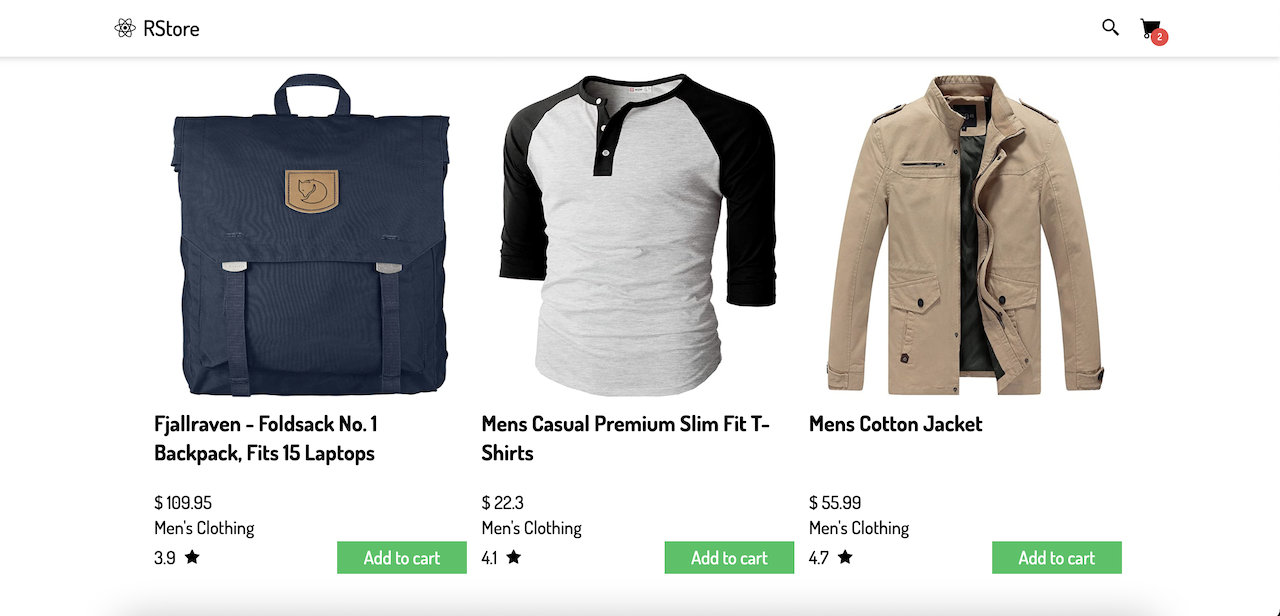 RStore
2
Fjallraven - Foldsack No. 1
Backpack, Fits 15 Laptops
$ 109.95
Men's Clothing
3.9
Add to cart
Mens Casual Premium Slim Fit T-
Shirts
$ 22.3
Men's Clothing
4.1
Add to cart
Mens Cotton Jacket
$ 55.99
Men's Clothing
4.7
Add to cart